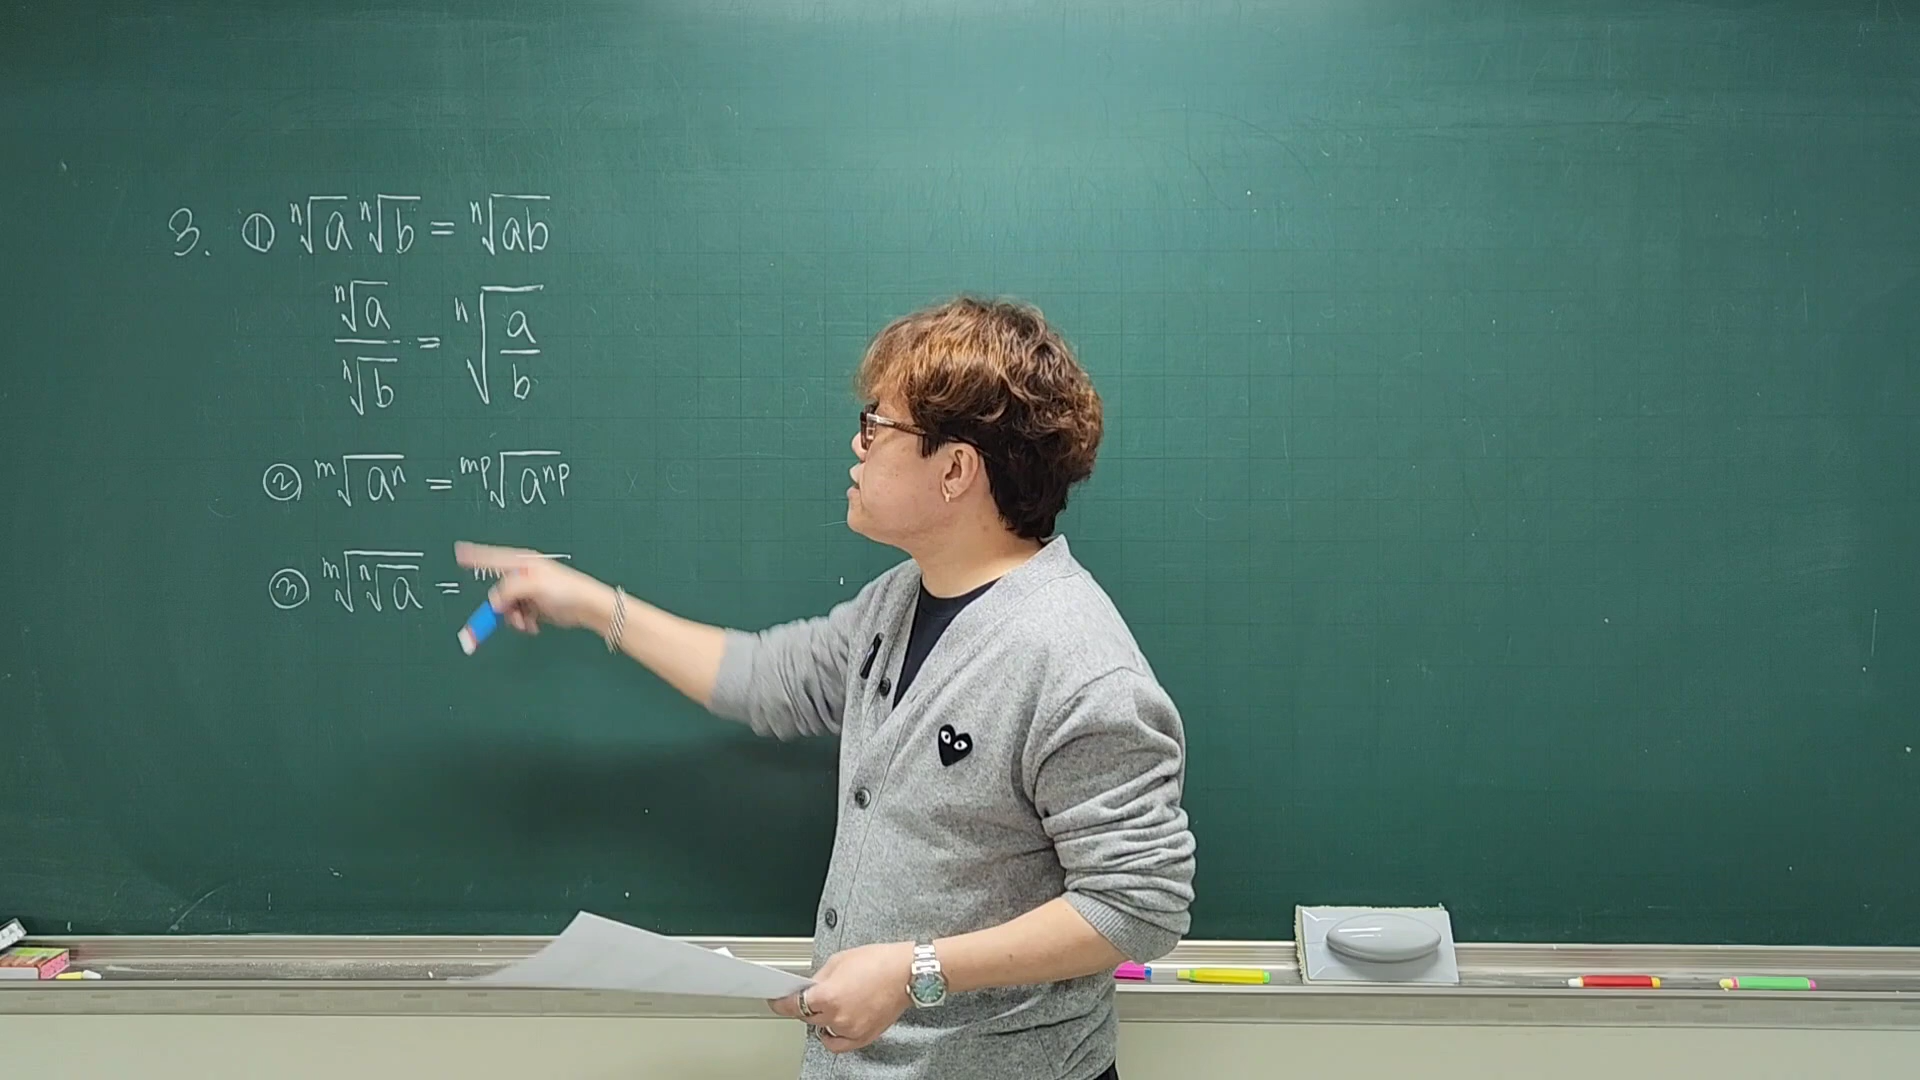 3. ① ⁿ√a ⁿ√b = ⁿ√ab
ⁿ√a / ⁿ√b = ⁿ√(a/b)
② ᵐ√aⁿ = ᵐᵖ√aⁿᵖ
③ ᵐ√ⁿ√a =